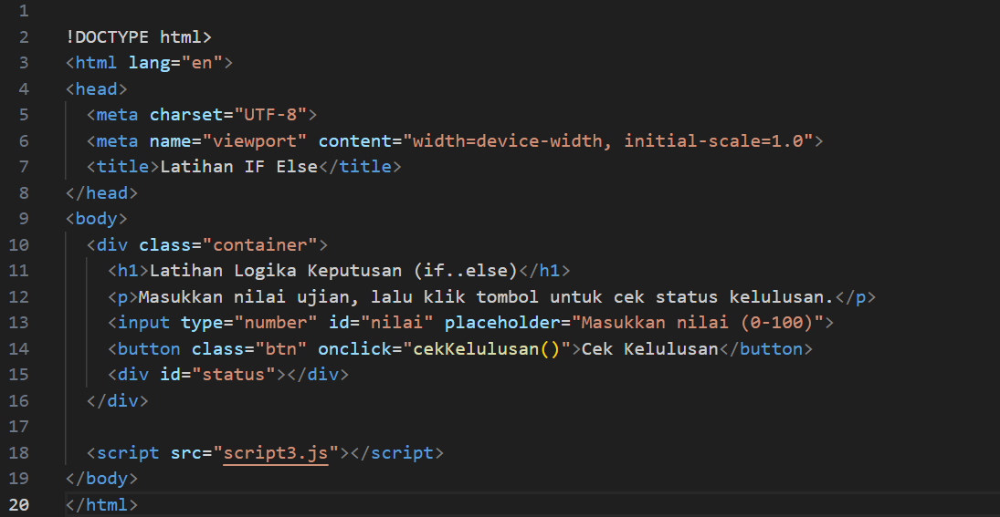 1
2 !DOCTYPE html>
3 <html lang="en">
4 <head>
5   <meta charset="UTF-8">
6   <meta name="viewport" content="width=device-width, initial-scale=1.0">
7   <title>Latihan IF Else</title>
8 </head>
9 <body>
10   <div class="container">
11     <h1>Latihan Logika Keputusan (if..else)</h1>
12     <p>Masukkan nilai ujian, lalu klik tombol untuk cek status kelulusan.</p>
13     <input type="number" id="nilai" placeholder="Masukkan nilai (0-100)">
14     <button class="btn" onclick="cekKelulusan()">Cek Kelulusan</button>
15     <div id="status"></div>
16   </div>
17
18   <script src="script3.js"></script>
19 </body>
20 </html>